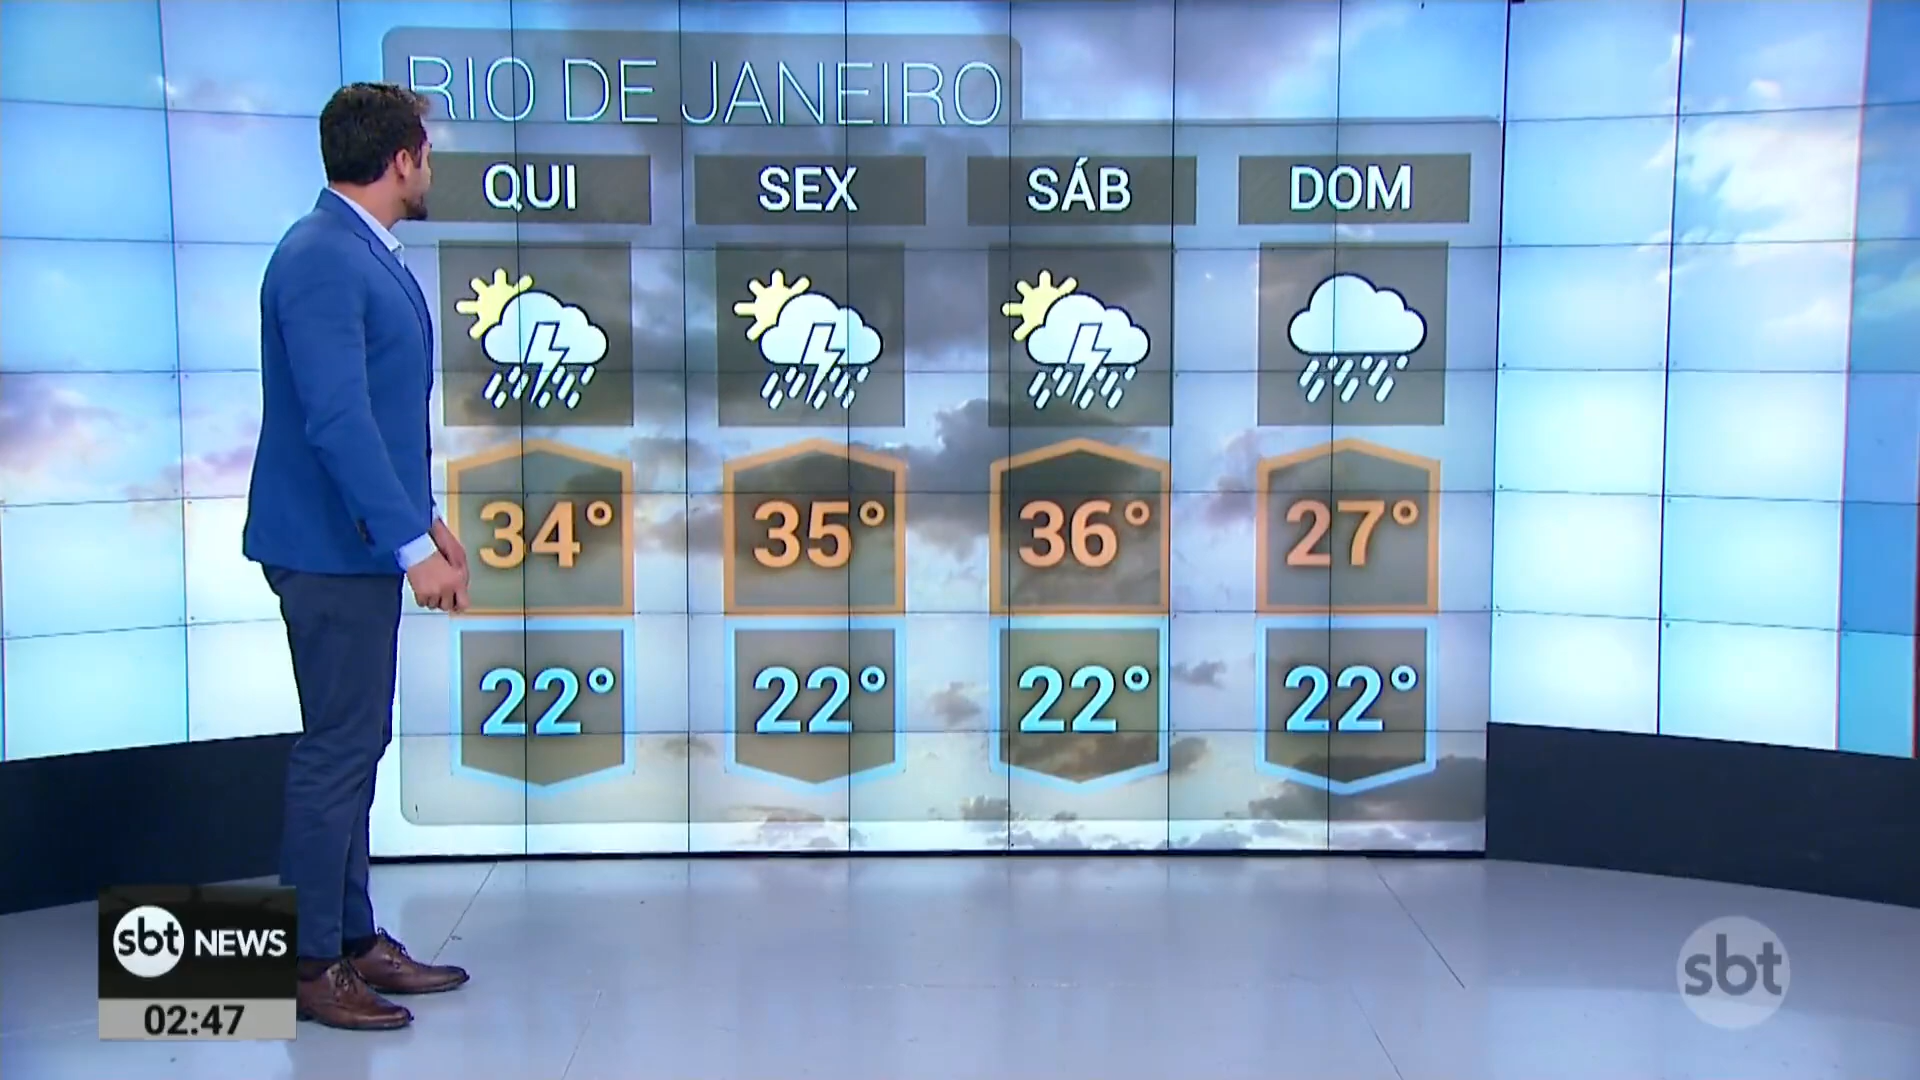 RIO DE JANEIRO
QUI SEX SÁB DOM
34° 35° 36° 27°
22° 22° 22° 22°
sbt NEWS
02:47
sbt